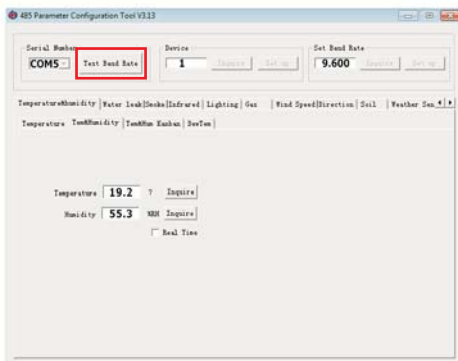 485 Parameter Configuration Tool V3.13
Serial Number
Device
Set Baud Rate
COM5
Test Baud Rate
1
Inquire
Set up
9.600
Inquire
Set up
Temperature&Humidity
Water Leak|Smoke|Infrared
Lighting
Gas
Wind Speed|Direction
Soil
Weather Sen
Temperature
Tem&Humidity
Tem&Hum Kanban
Temperature 19.2 ? Inquire
Humidity 55.3 %RH Inquire
Real Time